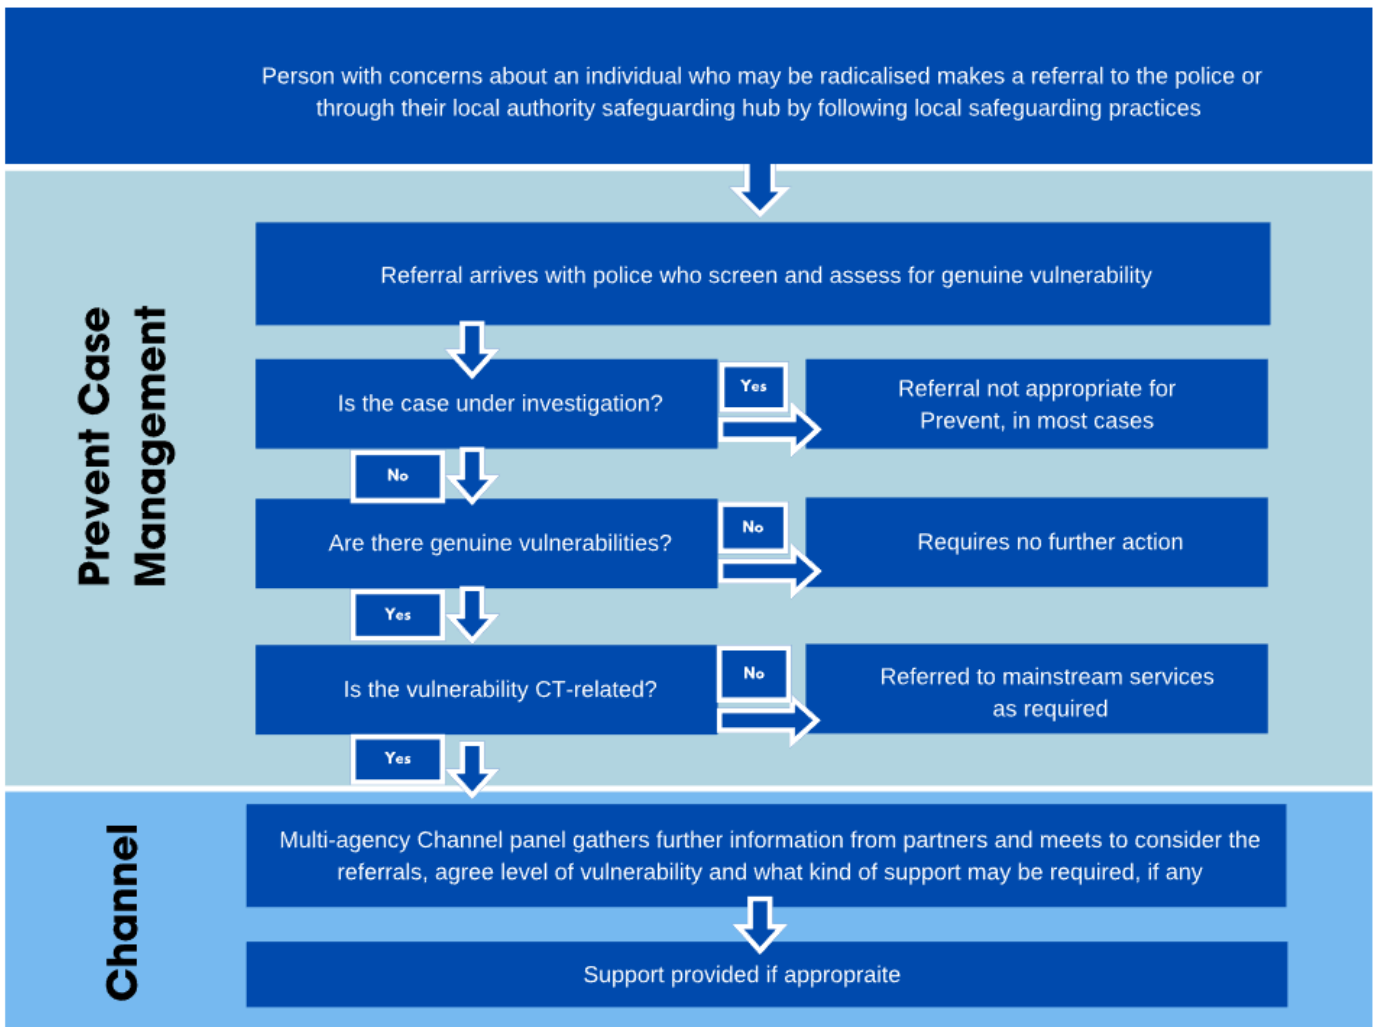 Person with concerns about an individual who may be radicalised makes a referral to the police or
through their local authority safeguarding hub by following local safeguarding practices
Prevent Case
Management
Referral arrives with police who screen and assess for genuine vulnerability
Is the case under investigation?
Yes
Referral not appropriate for
Prevent, in most cases
No
Are there genuine vulnerabilities?
No
Requires no further action
Yes
Is the vulnerability CT-related?
No
Referred to mainstream services
as required
Yes
Channel
Multi-agency Channel panel gathers further information from partners and meets to consider the
referrals, agree level of vulnerability and what kind of support may be required, if any
Support provided if appropraite